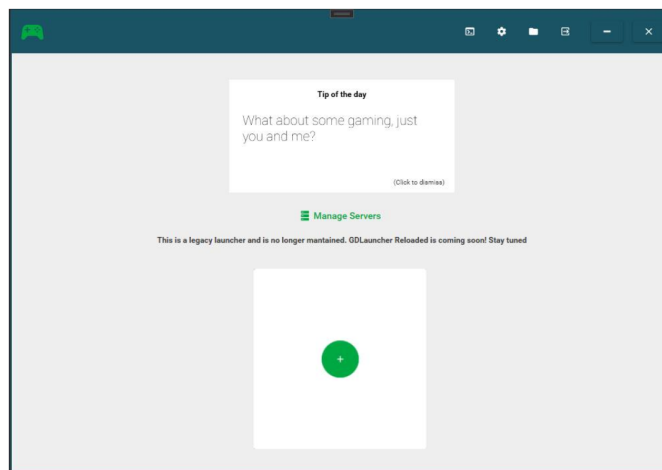 Tip of the day
What about some gaming, just
you and me?
(Click to dismiss)
Manage Servers
This is a legacy launcher and is no longer mantained. GDLauncher Reloaded is coming soon! Stay tuned